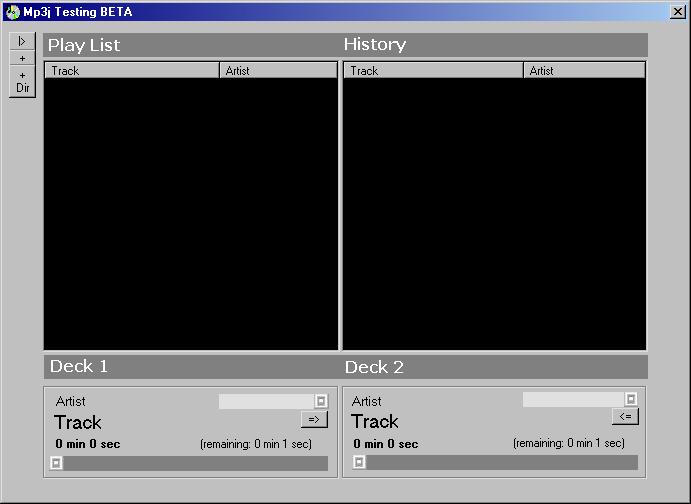 Mp3j Testing BETA
+
+
Dir
Play List
History
Track Artist
Track Artist
Deck 1
Deck 2
Artist
Track
=>
0 min 0 sec (remaining: 0 min 1 sec)
Artist
Track
<=
0 min 0 sec (remaining: 0 min 1 sec)